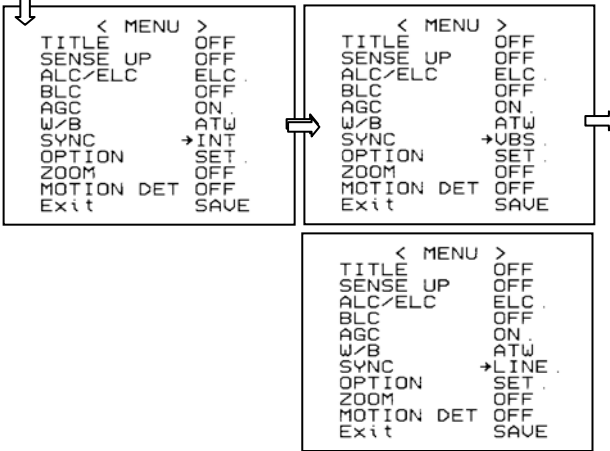 < MENU >
TITLE OFF
SENSE UP OFF
ALC/ELC ELC.
BLC OFF
AGC ON.
W/B ATW
SYNC →INT
OPTION SET.
ZOOM OFF
MOTION DET OFF
Exit SAVE
< MENU >
TITLE OFF
SENSE UP OFF
ALC/ELC ELC.
BLC OFF
AGC ON.
W/B ATW
SYNC →VBS.
OPTION SET.
ZOOM OFF
MOTION DET OFF
Exit SAVE
< MENU >
TITLE OFF
SENSE UP OFF
ALC/ELC ELC.
BLC OFF
AGC ON.
W/B ATW
SYNC →LINE.
OPTION SET.
ZOOM OFF
MOTION DET OFF
Exit SAVE